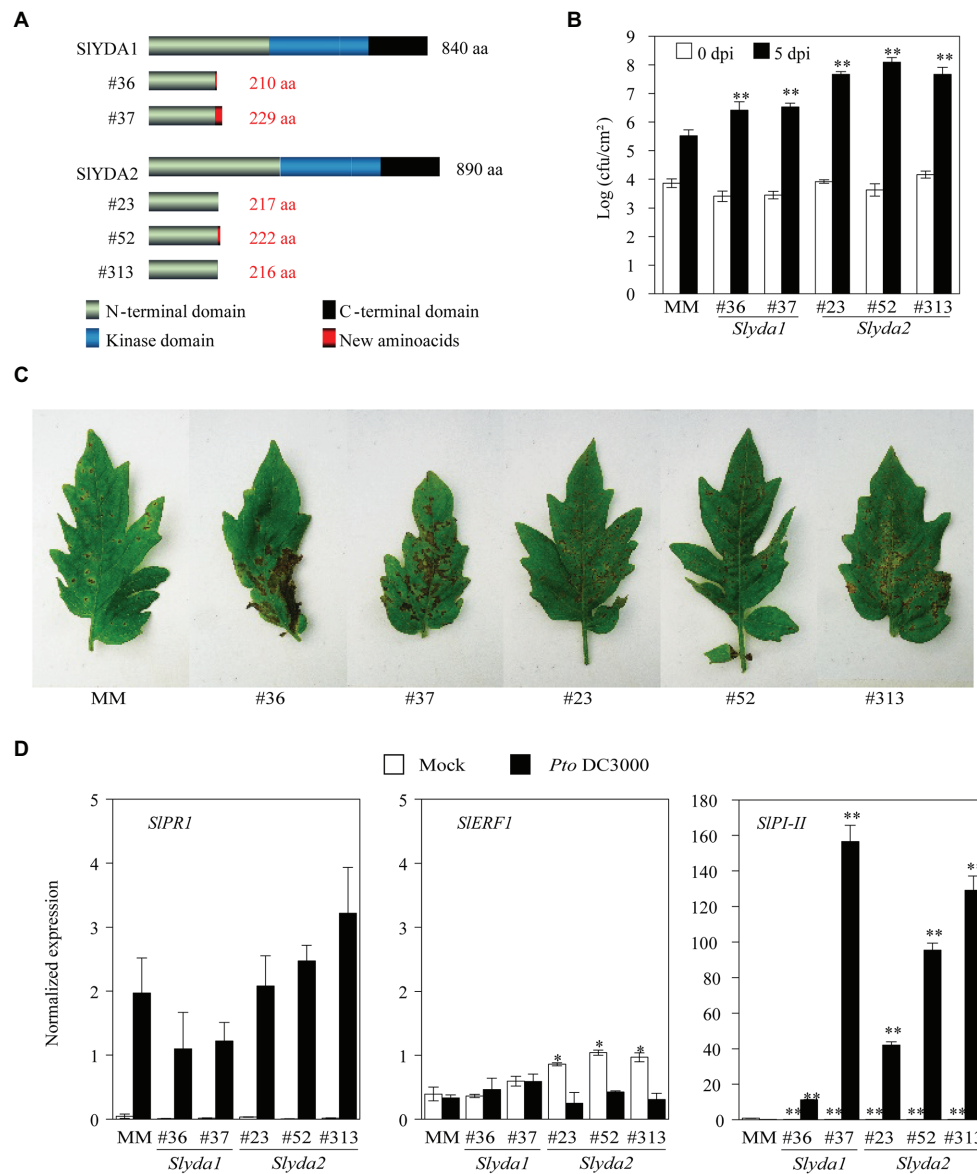 A
SlYDA1
840 aa
#36
210 aa
#37
229 aa
SlYDA2
890 aa
#23
217 aa
#52
222 aa
#313
216 aa
N-terminal domain
C-terminal domain
Kinase domain
New aminoacids
B
0 dpi
5 dpi
Log (cfu/cm²)
9
8
7
6
5
4
3
2
1
0
**
**
**
**
**
MM #36 #37 #23 #52 #313
Slyda1
Slyda2
C
MM
#36
#37
#23
#52
#313
D
Mock
Pto DC3000
Normalized expression
SlPR1
5
4
3
2
1
0
MM #36 #37 #23 #52 #313
Slyda1
Slyda2
SlERF1
5
4
3
2
1
0
*
*
*
MM #36 #37 #23 #52 #313
Slyda1
Slyda2
SlPI-II
180
160
140
120
100
80
60
40
20
0
** ** ** ** ** ** ** ** ** **
MM #36 #37 #23 #52 #313
Slyda1
Slyda2